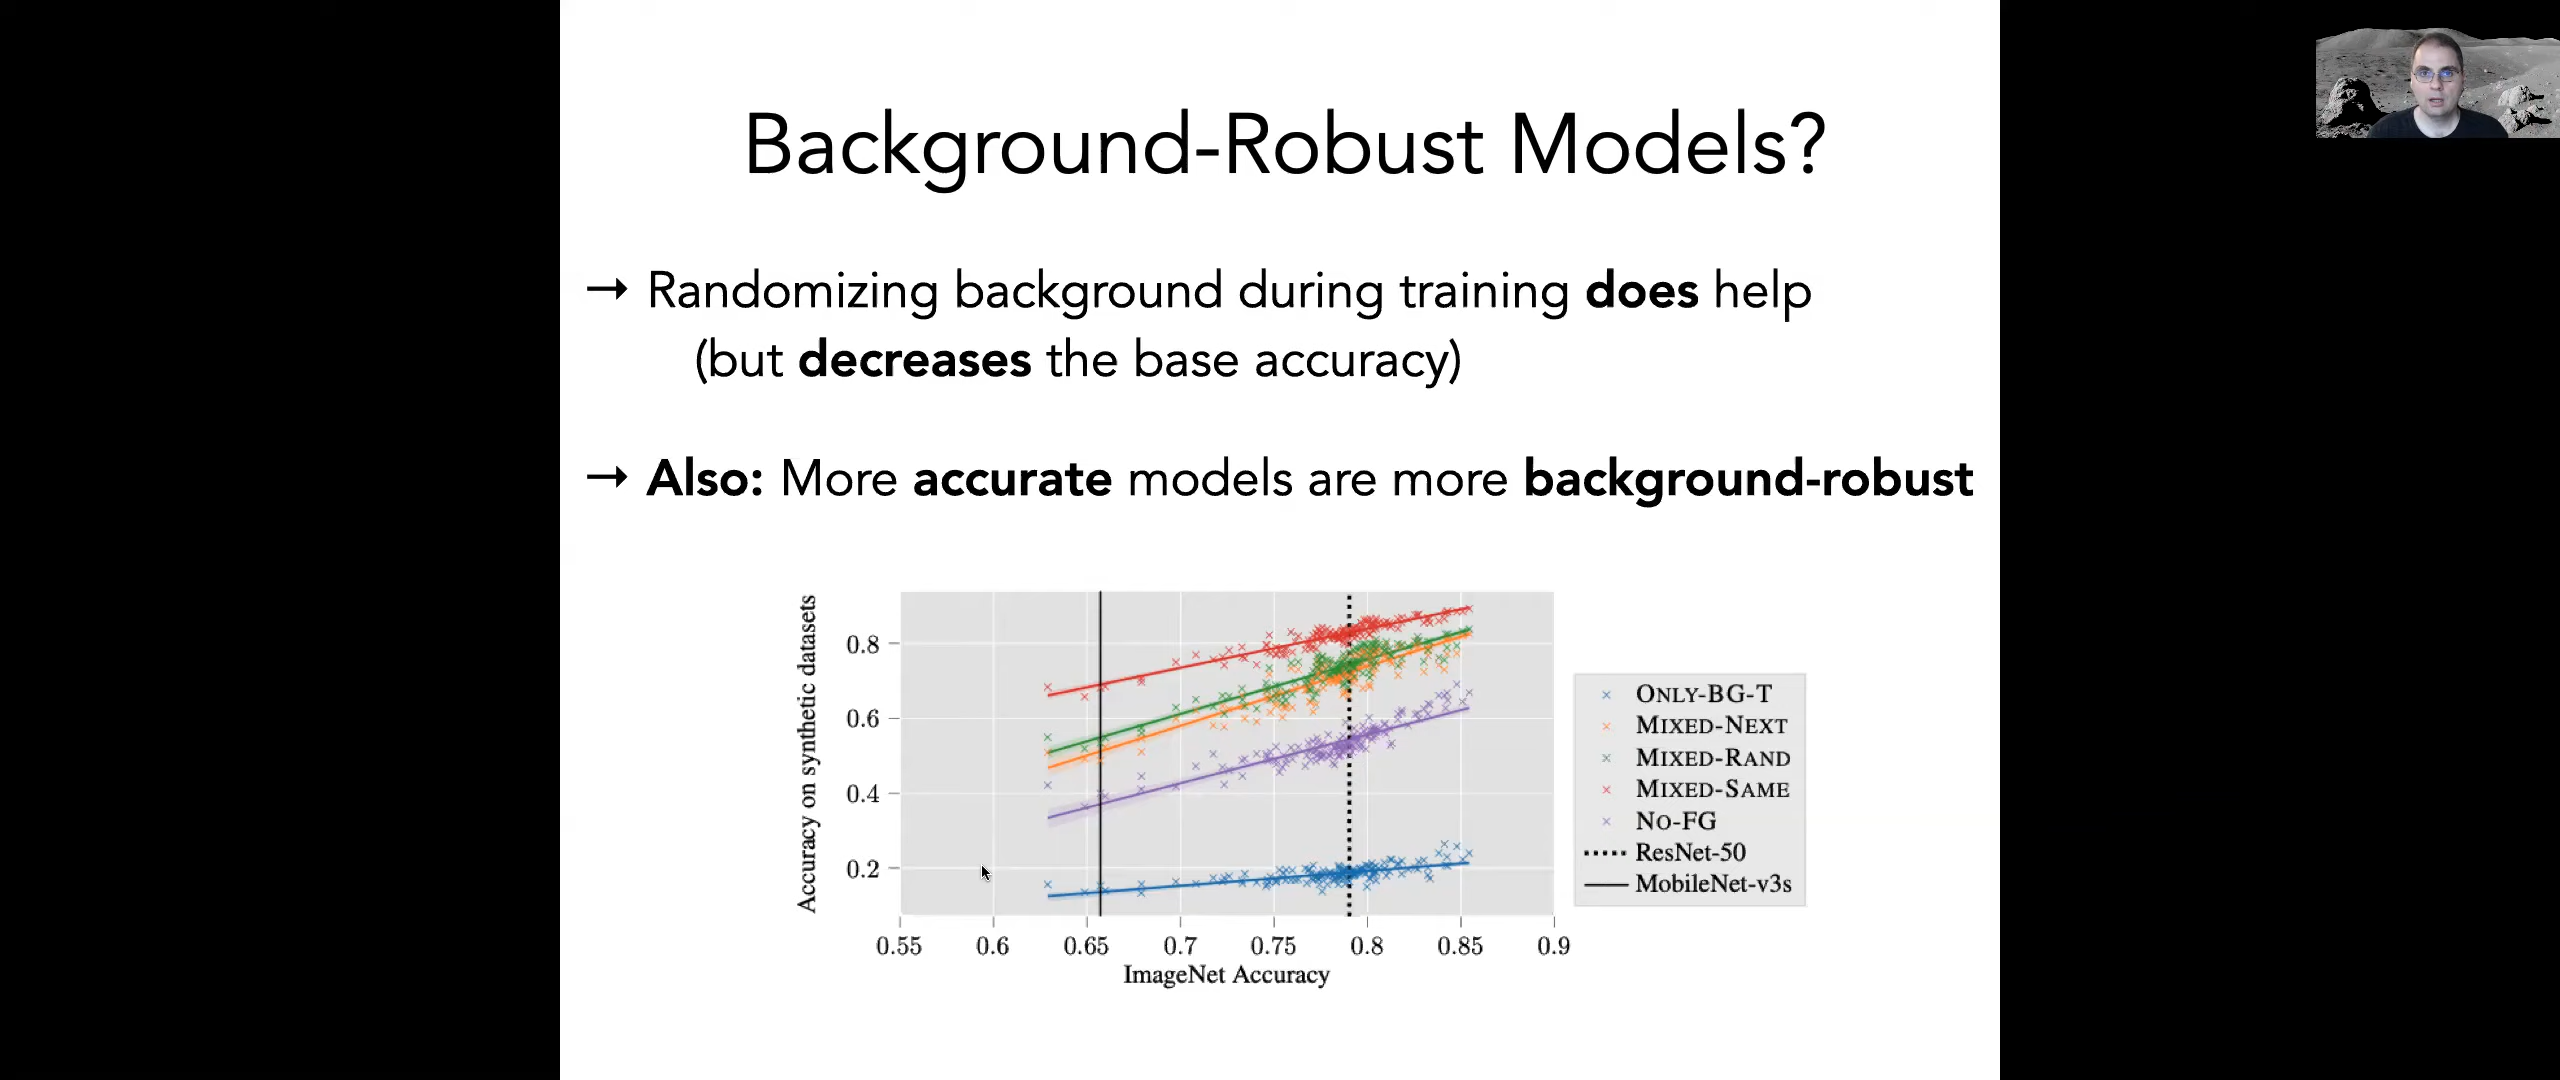 Background-Robust Models?
→ Randomizing background during training does help
(but decreases the base accuracy)
→ Also: More accurate models are more background-robust
Accuracy on synthetic datasets
0.8
0.6
0.4
0.2
0.55 0.6 0.65 0.7 0.75 0.8 0.85 0.9
ImageNet Accuracy
ONLY-BG-T
MIXED-NEXT
MIXED-RAND
MIXED-SAME
NO-FG
ResNet-50
MobileNet-v3s